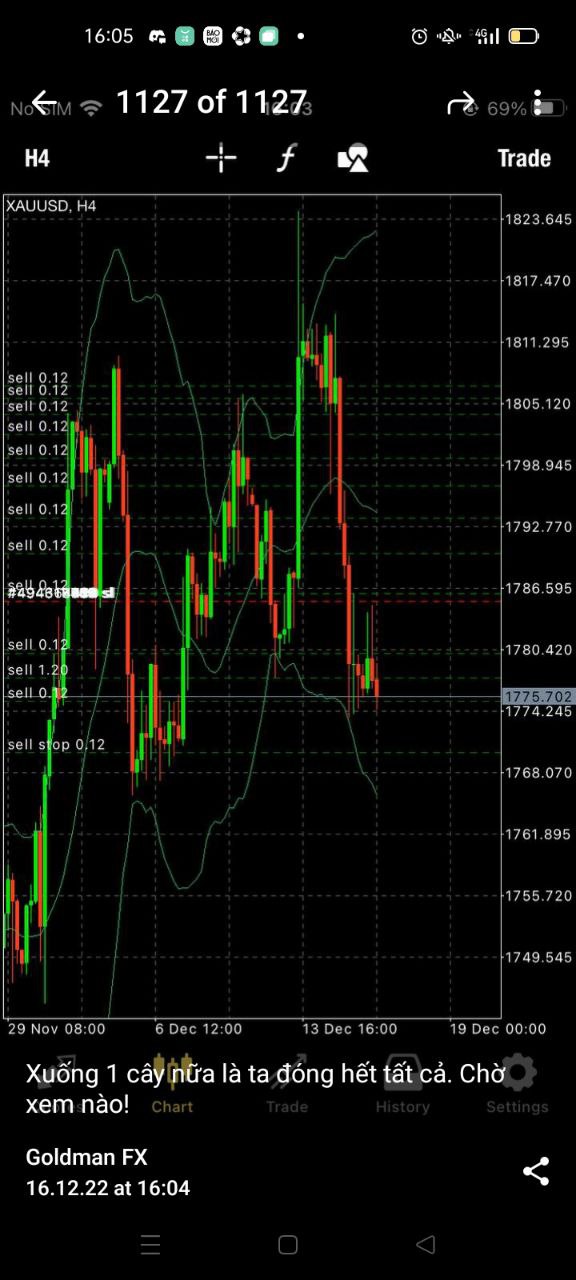 16:05
BÁO MỚI
4G
No SIM
1127 of 1127
69%
H4
f
Trade
XAUUSD, H4
1823.645
1817.470
1811.295
sell 0.12
sell 0.12
1805.120
sell 0.12
sell 0.12
sell 0.12
1798.945
sell 0.12
sell 0.12
1792.770
sell 0.12
sell 0.12
1786.595
sell 0.12
1780.420
sell 1.20
sell 0.12
1775.702
1774.245
sell stop 0.12
1768.070
1761.895
1755.720
1749.545
29 Nov 08:00
6 Dec 12:00
13 Dec 16:00
19 Dec 00:00
Xuống 1 cây nữa là ta đóng hết tất cả. Chờ
xem nào!
Chart
Trade
History
Settings
Goldman FX
16.12.22 at 16:04